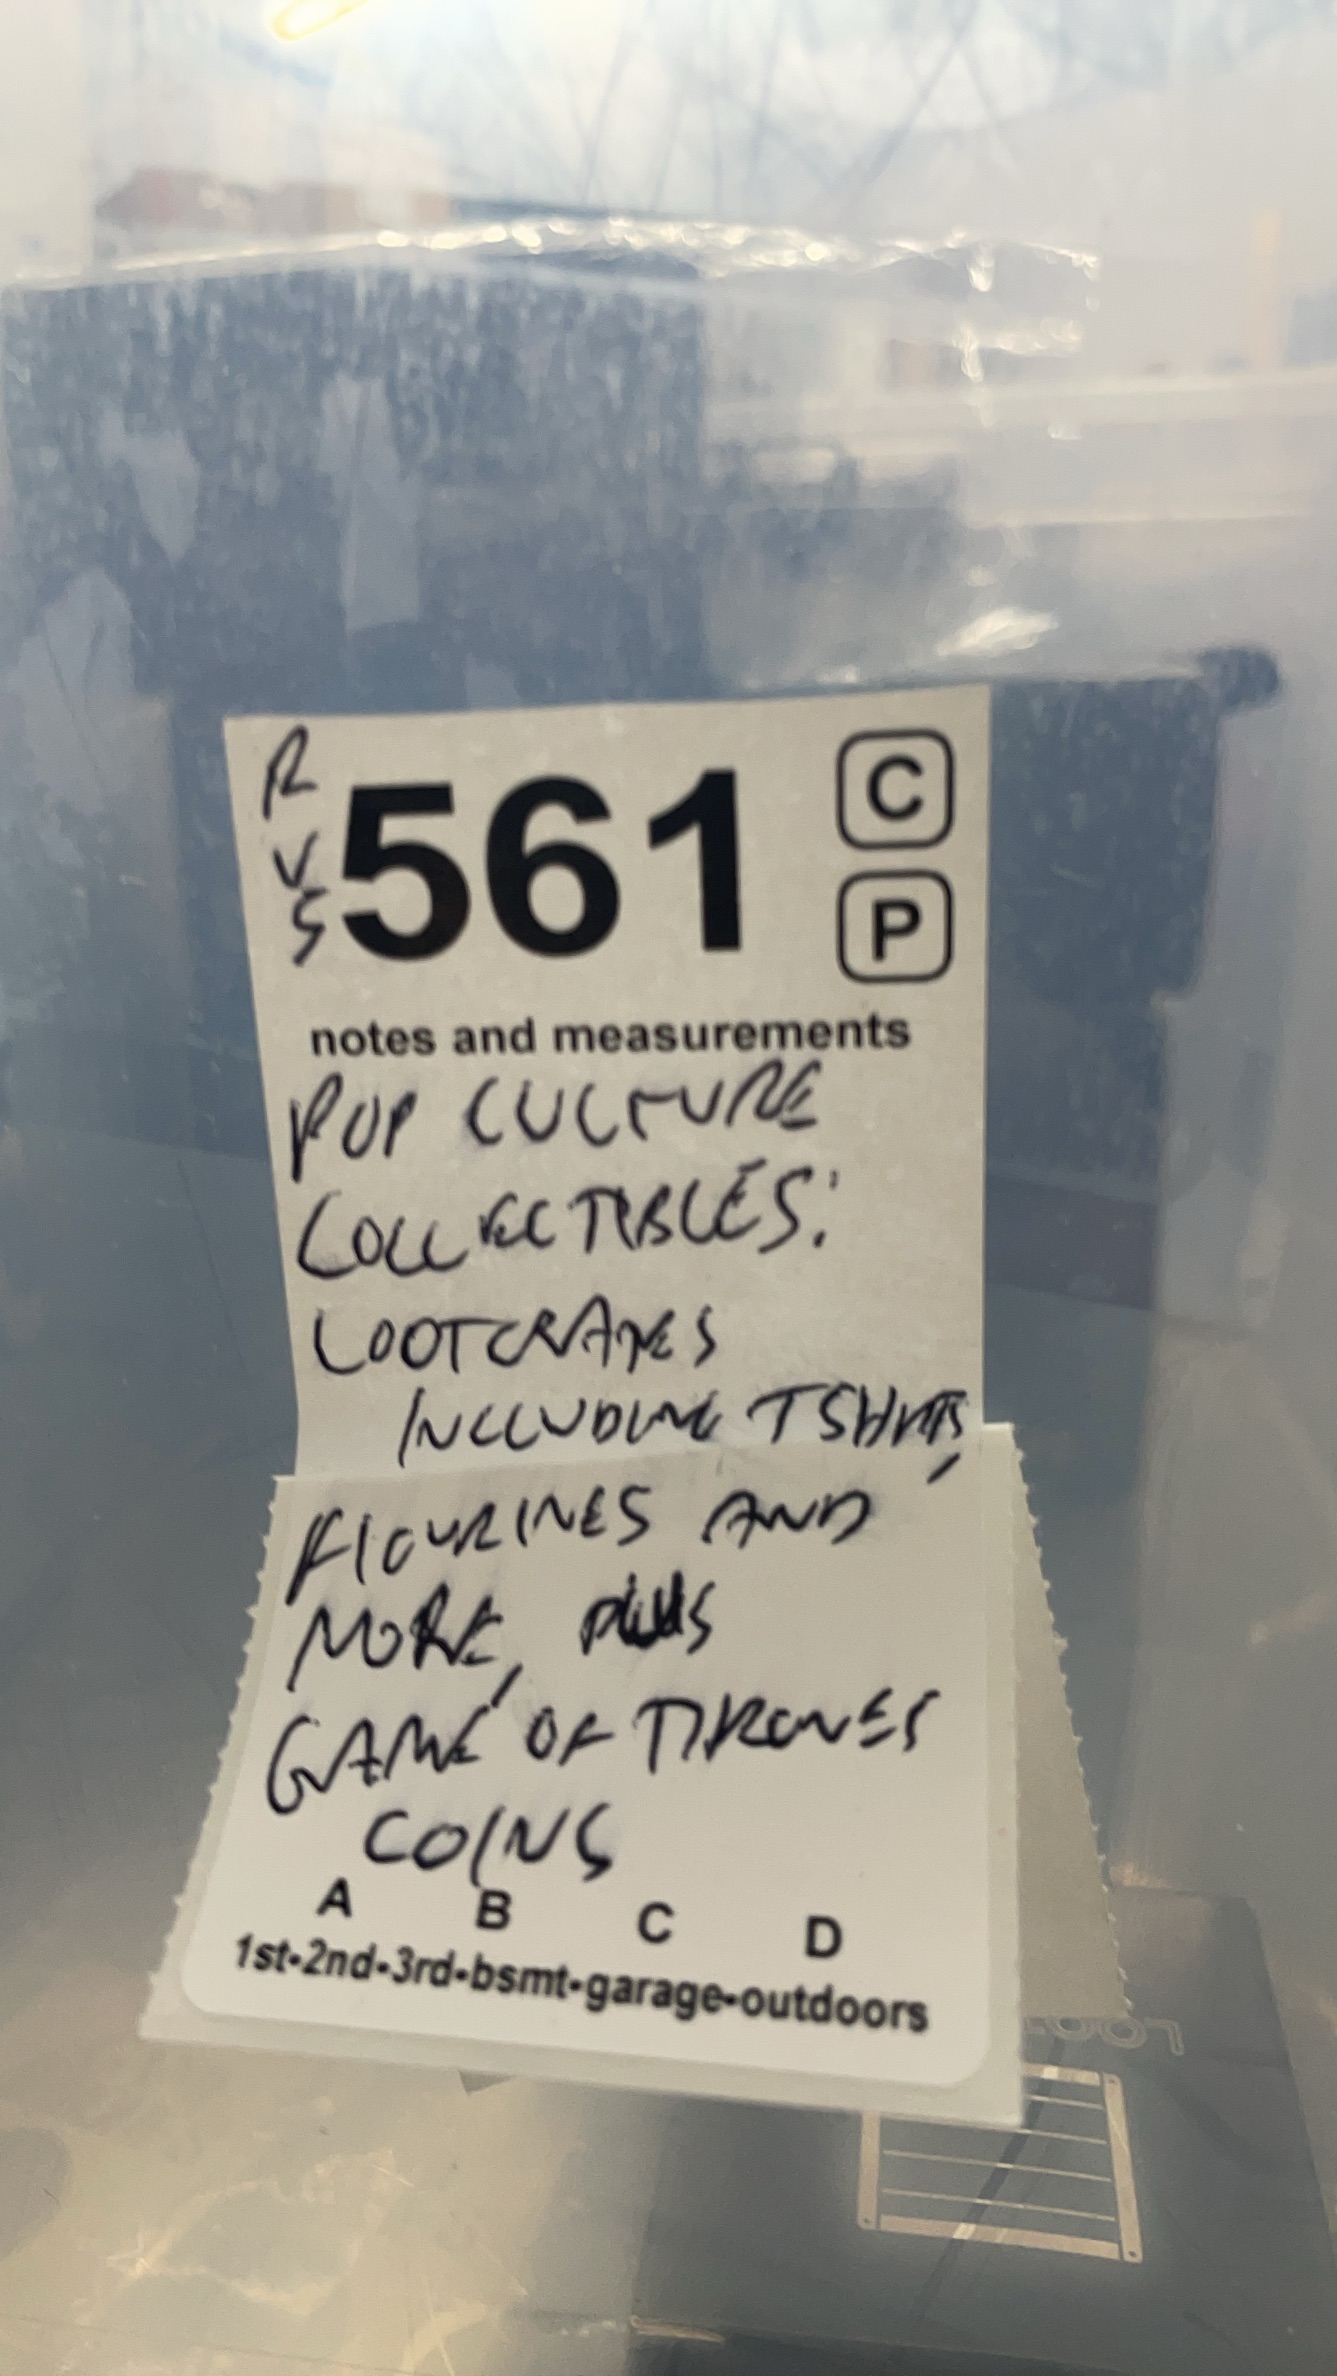 R
V
S
561
C
P
notes and measurements
POP CULTURE
COLLECTIBLES:
LOOTCRATES
INCLUDING TSHIRTS,
FIGURINES AND
MORE, PLUS
GAME OF THRONES
COINS
A B C D
1st-2nd-3rd-bsmt-garage-outdoors